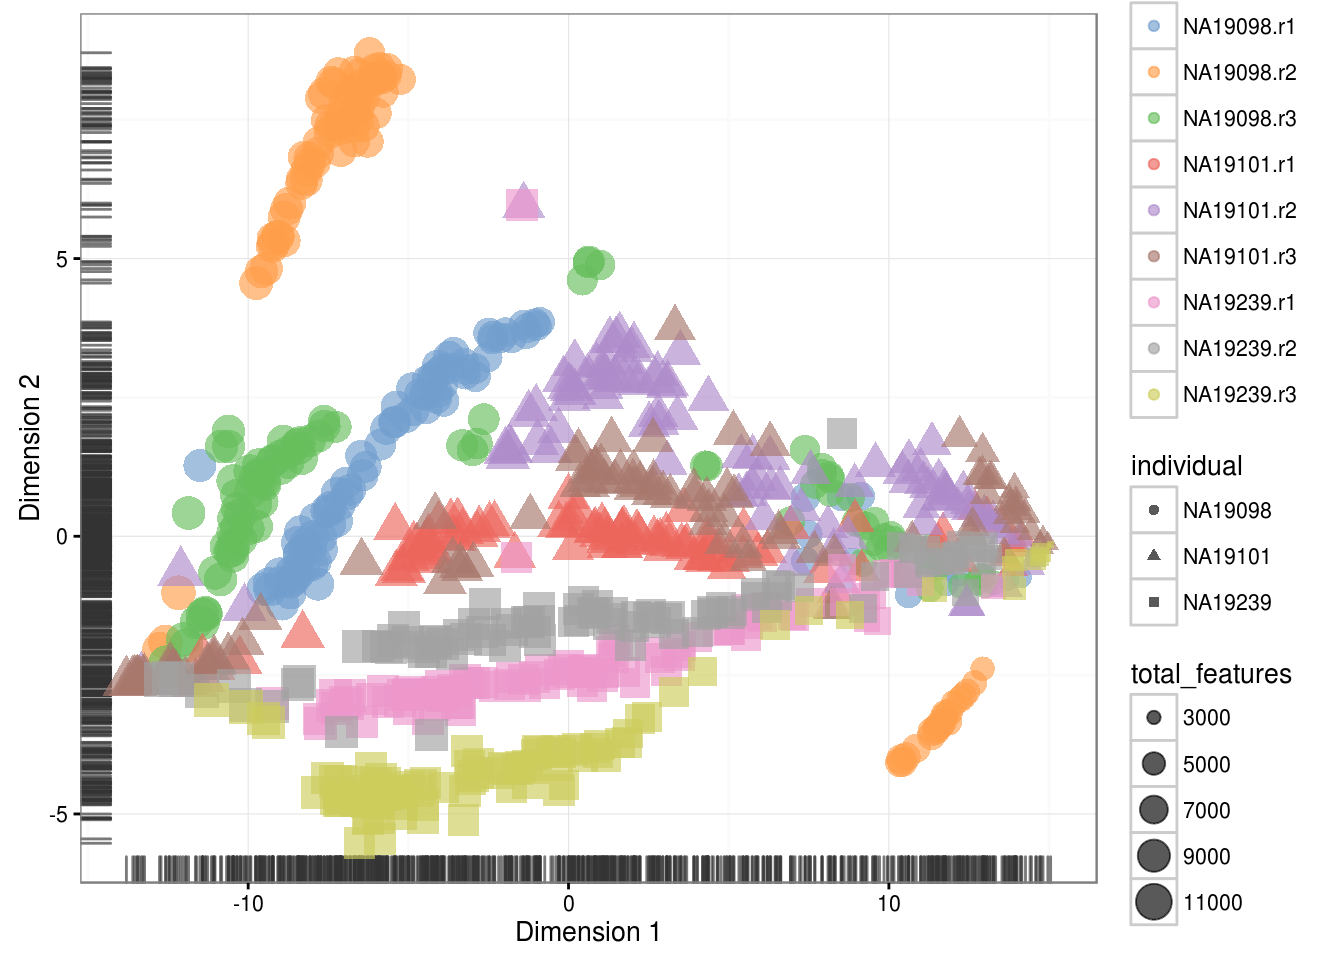 NA19098.r1
NA19098.r2
NA19098.r3
NA19101.r1
NA19101.r2
NA19101.r3
NA19239.r1
NA19239.r2
NA19239.r3
individual
NA19098
NA19101
NA19239
total_features
3000
5000
7000
9000
11000
Dimension 2
5
0
-5
-10
0
10
Dimension 1